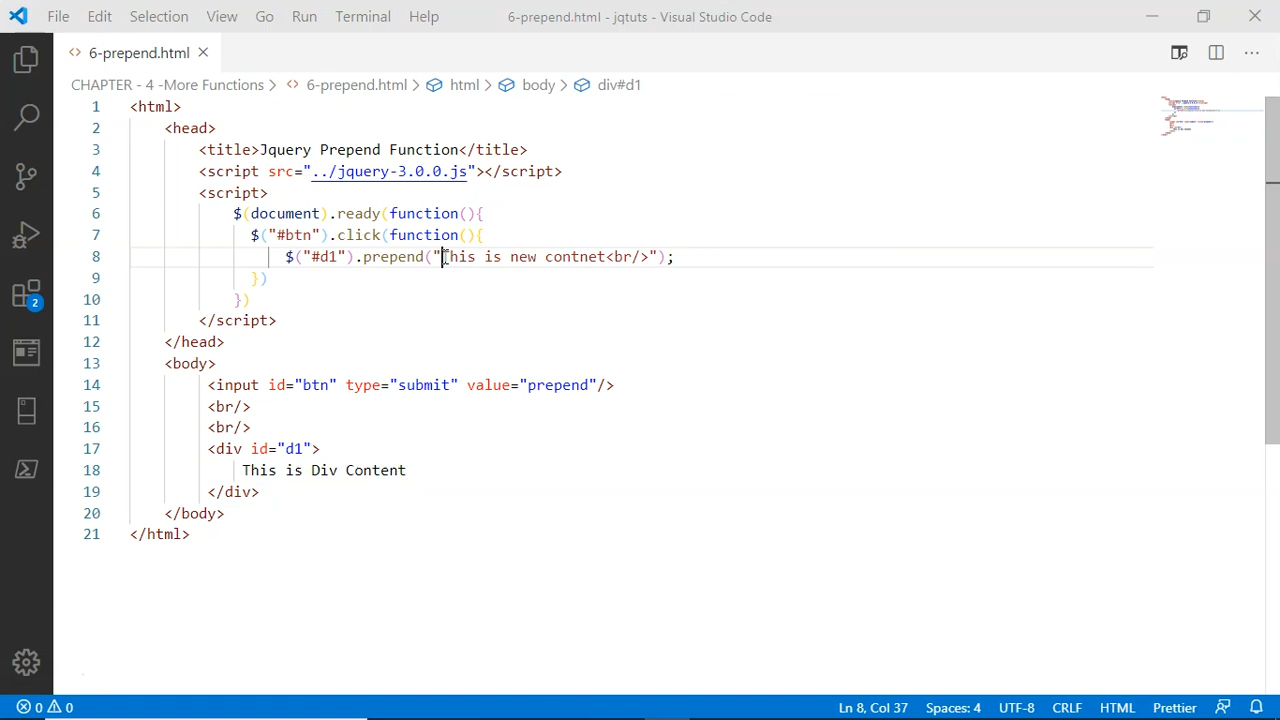 File Edit Selection View Go Run Terminal Help 6-prepend.html - jqtuts - Visual Studio Code
<> 6-prepend.html ×
CHAPTER - 4 -More Functions > <> 6-prepend.html > html > body > div#d1
1 <html>
2 <head>
3 <title>Jquery Prepend Function</title>
4 <script src="../jquery-3.0.0.js"></script>
5 <script>
6 $(document).ready(function(){
7 $("#btn").click(function(){
8 $("#d1").prepend("This is new contnet<br/>");
9 })
10 })
11 </script>
12 </head>
13 <body>
14 <input id="btn" type="submit" value="prepend"/>
15 <br/>
16 <br/>
17 <div id="d1">
18 This is Div Content
19 </div>
20 </body>
21 </html>
2
0 0 Ln 8, Col 37 Spaces: 4 UTF-8 CRLF HTML Prettier